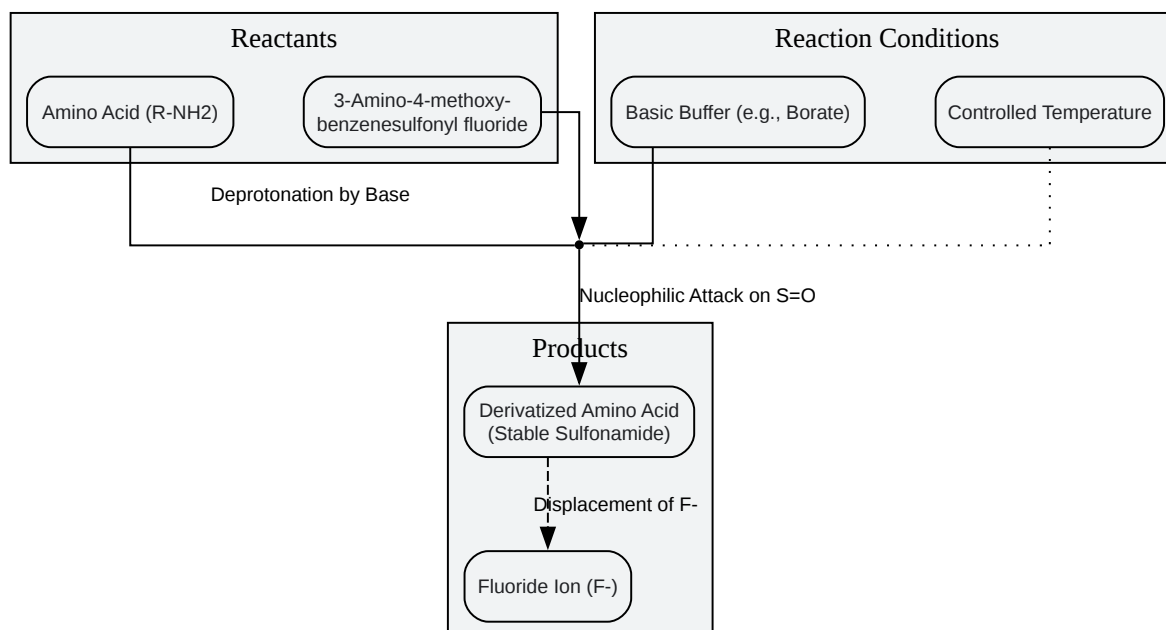 Reactants
Reaction Conditions
Amino Acid (R-NH2)
3-Amino-4-methoxy-
benzenesulfonyl fluoride
Basic Buffer (e.g., Borate)
Controlled Temperature
Deprotonation by Base
Nucleophilic Attack on S=O
Products
Derivatized Amino Acid
(Stable Sulfonamide)
Displacement of F-
Fluoride Ion (F-)